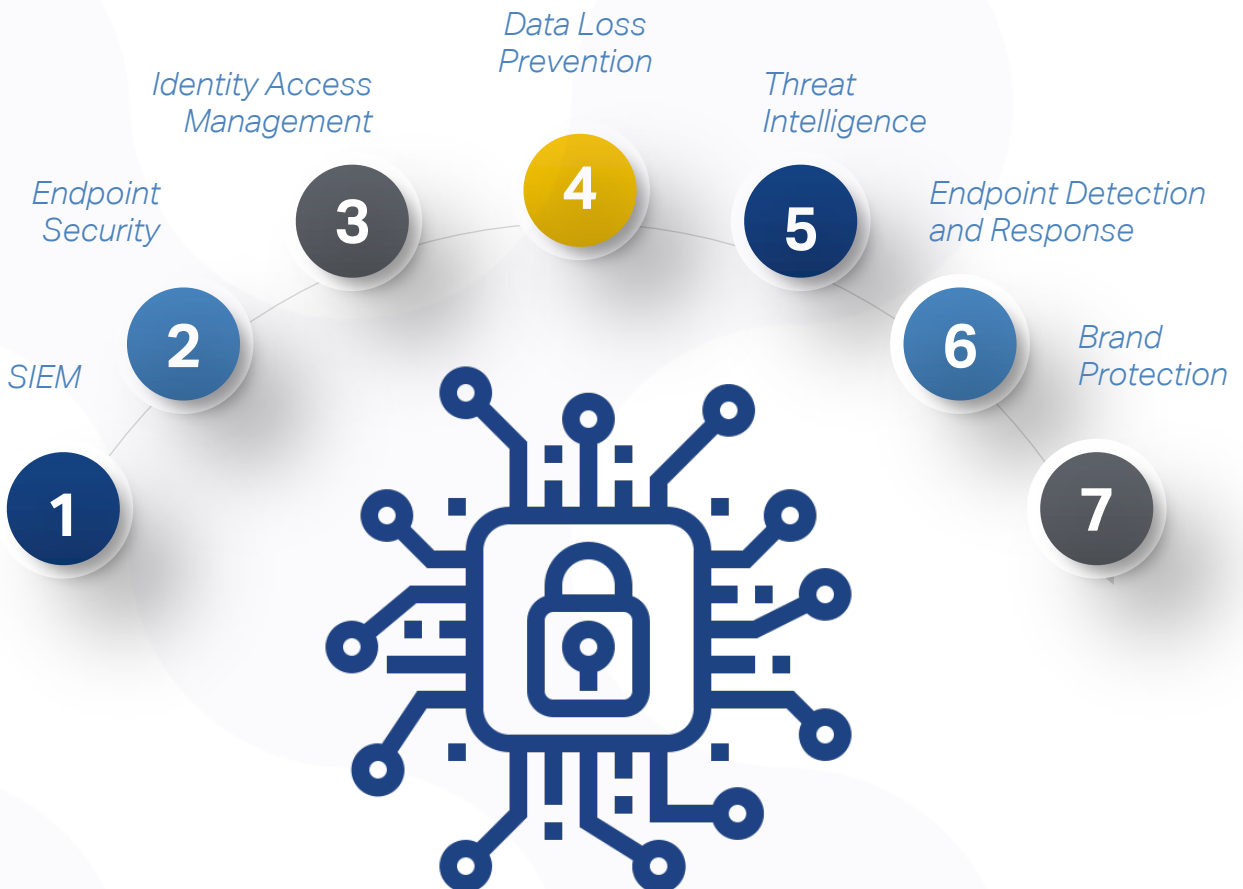 SIEM
1
Endpoint
Security
2
Identity Access
Management
3
Data Loss
Prevention
4
Threat
Intelligence
5
Endpoint Detection
and Response
6
Brand
Protection
7